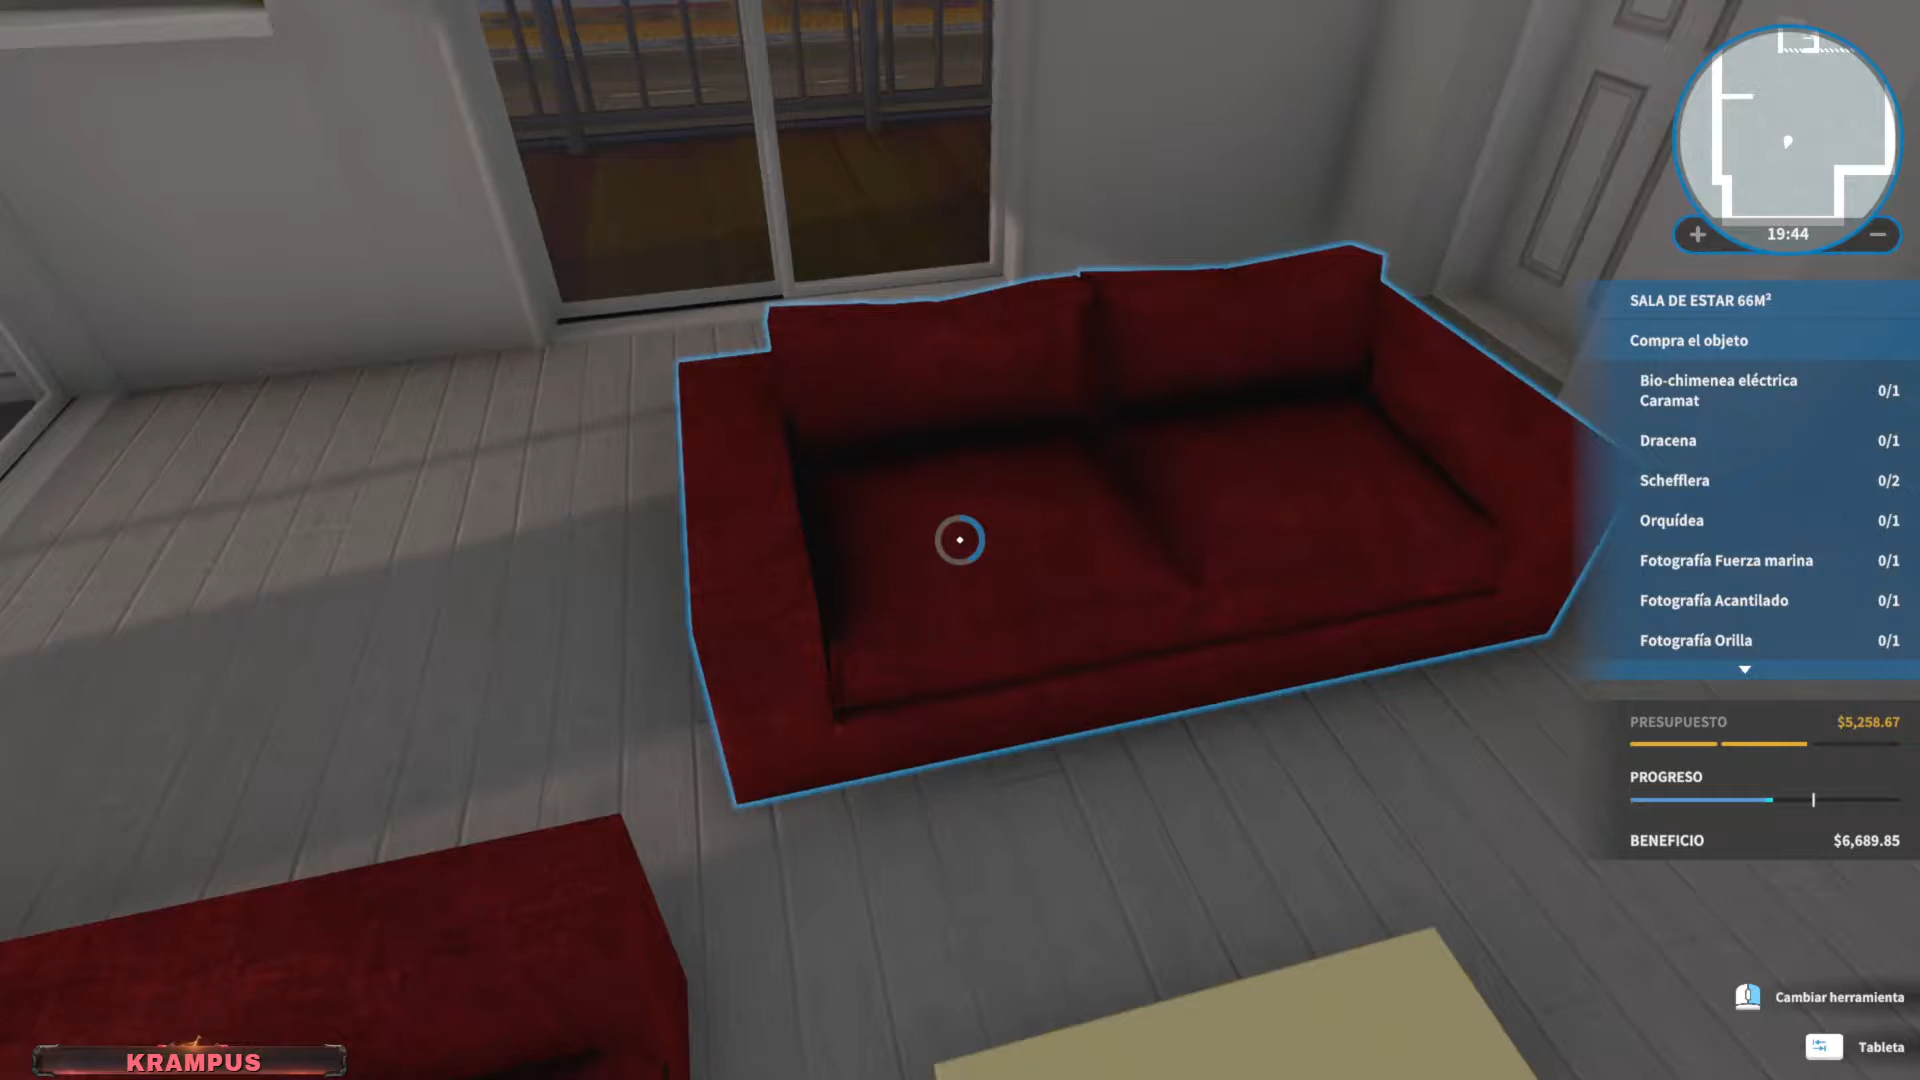 19:44
SALA DE ESTAR 66M²
Compra el objeto
Bio-chimenea eléctrica
Caramat 0/1
Dracena 0/1
Schefflera 0/2
Orquídea 0/1
Fotografía Fuerza marina 0/1
Fotografía Acantilado 0/1
Fotografía Orilla 0/1
PRESUPUESTO $5,258.67
PROGRESO
BENEFICIO $6,689.85
Cambiar herramienta
Tableta
KRAMPUS